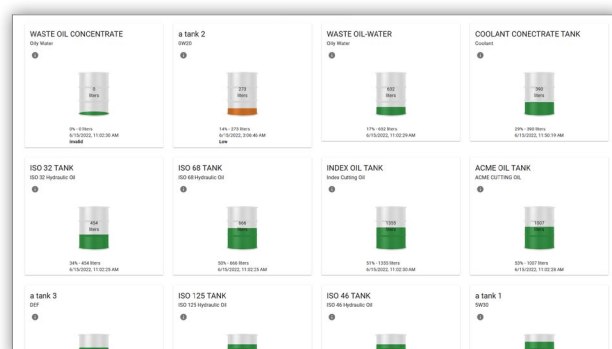 WASTE OIL CONCENTRATE
Oily Water
0
liters
0% - 0 liters
6/15/2022, 11:02:30 AM
invalid
a tank 2
0W20
273
liters
14% - 273 liters
6/15/2022, 3:06:46 AM
Low
WASTE OIL-WATER
Oily Water
632
liters
17% - 632 liters
6/15/2022, 11:02:29 AM
COOLANT CONECTRATE TANK
Coolant
390
liters
29% - 390 liters
6/15/2022, 11:50:19 AM
ISO 32 TANK
ISO 32 Hydraulic Oil
454
liters
34% - 454 liters
6/15/2022, 11:02:25 AM
ISO 68 TANK
ISO 68 Hydraulic Oil
666
liters
50% - 666 liters
6/15/2022, 11:02:25 AM
INDEX OIL TANK
Index Cutting Oil
1355
liters
51% - 1355 liters
6/15/2022, 11:02:30 AM
ACME OIL TANK
ACME CUTTING OIL
1007
liters
53% - 1007 liters
6/15/2022, 11:02:28 AM
a tank 3
DEF
ISO 125 TANK
ISO 125 Hydraulic Oil
ISO 46 TANK
ISO 46 Hydraulic Oil
a tank 1
5W30